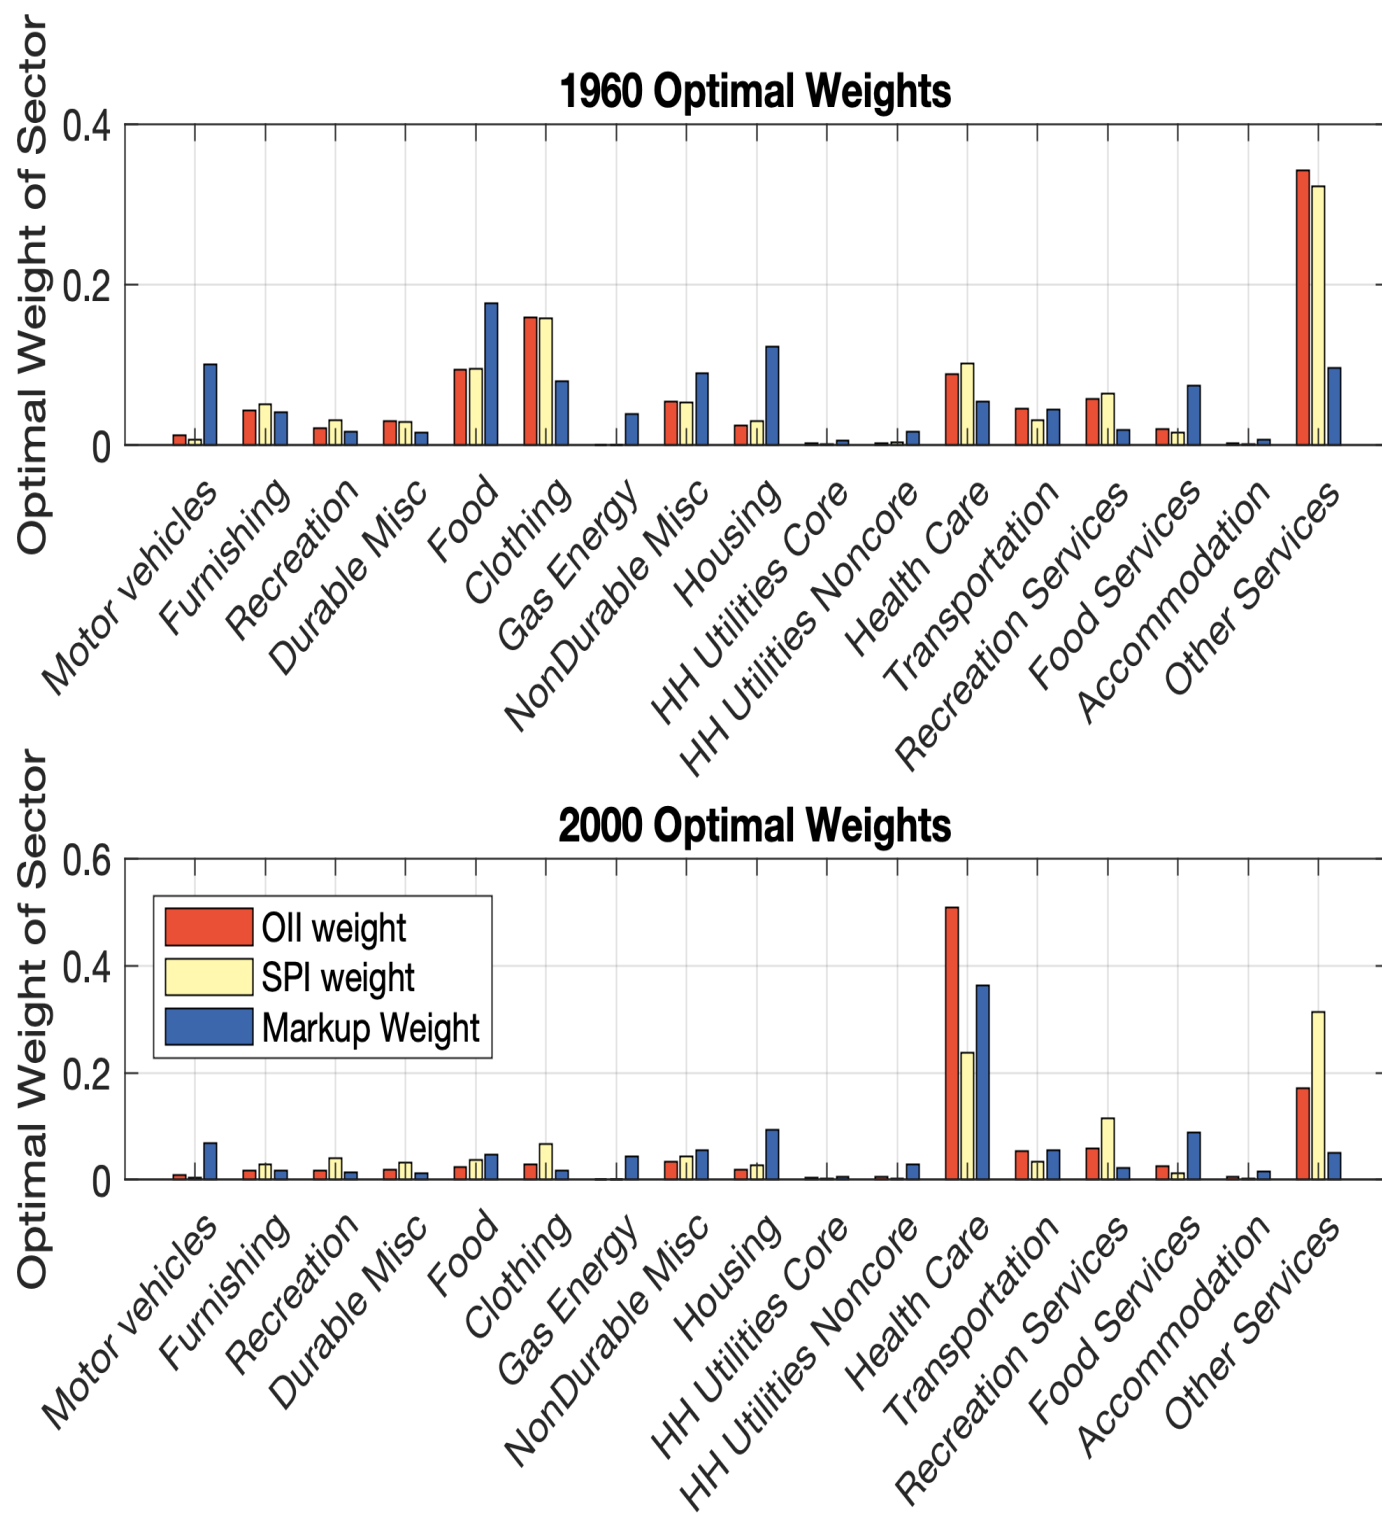 1960 Optimal Weights
Optimal Weight of Sector
0.4
0.2
0
Motor vehicles
Furnishing
Recreation
Durable Misc
Food
Clothing
Gas Energy
NonDurable Misc
Housing
HH Utilities Core
HH Utilities Noncore
Health Care
Transportation
Recreation Services
Food Services
Accommodation
Other Services
2000 Optimal Weights
Optimal Weight of Sector
0.6
0.4
0.2
0
OII weight
SPI weight
Markup Weight
Motor vehicles
Furnishing
Recreation
Durable Misc
Food
Clothing
Gas Energy
NonDurable Misc
Housing
HH Utilities Core
HH Utilities Noncore
Health Care
Transportation
Recreation Services
Food Services
Accommodation
Other Services